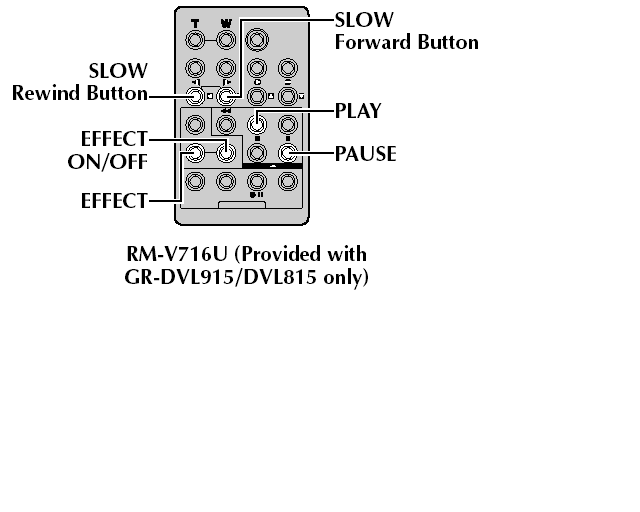 T W
SLOW
Forward Button
SLOW
Rewind Button
PLAY
EFFECT
ON/OFF
PAUSE
EFFECT
RM-V716U (Provided with
GR-DVL915/DVL815 only)